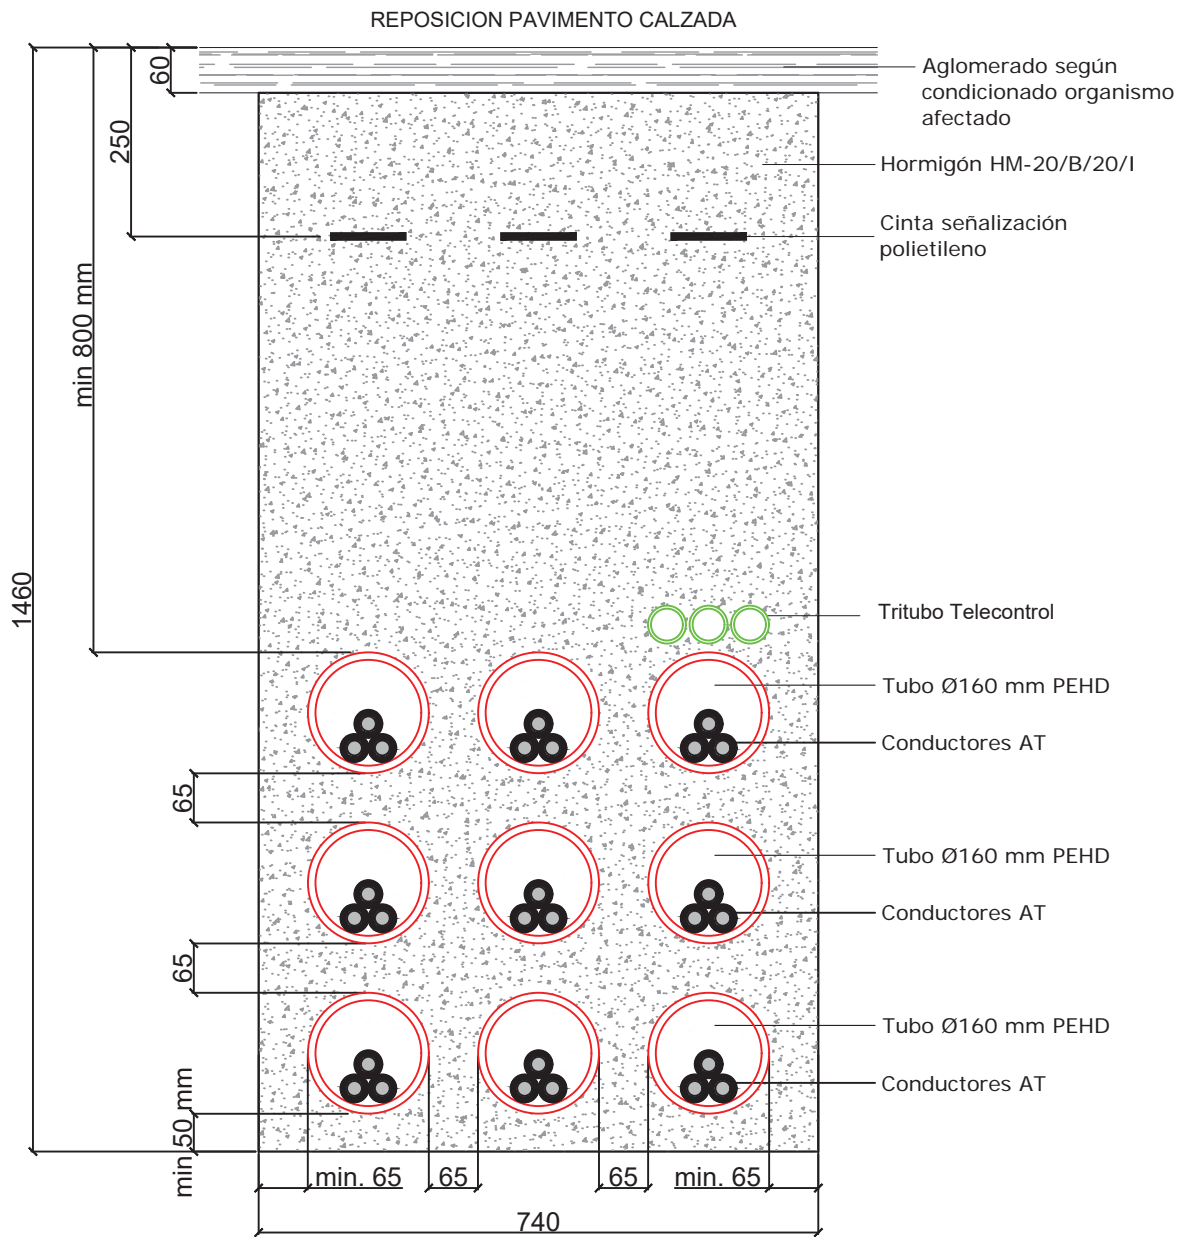 REPOSICION PAVIMENTO CALZADA
60
Aglomerado según
condicionado organismo
afectado
250
Hormigón HM-20/B/20/I
Cinta señalización
polietileno
min 800 mm
1460
Tritubo Telecontrol
Tubo Ø160 mm PEHD
Conductores AT
65
Tubo Ø160 mm PEHD
Conductores AT
65
Tubo Ø160 mm PEHD
Conductores AT
min 50 mm
min. 65
65
65
min. 65
740